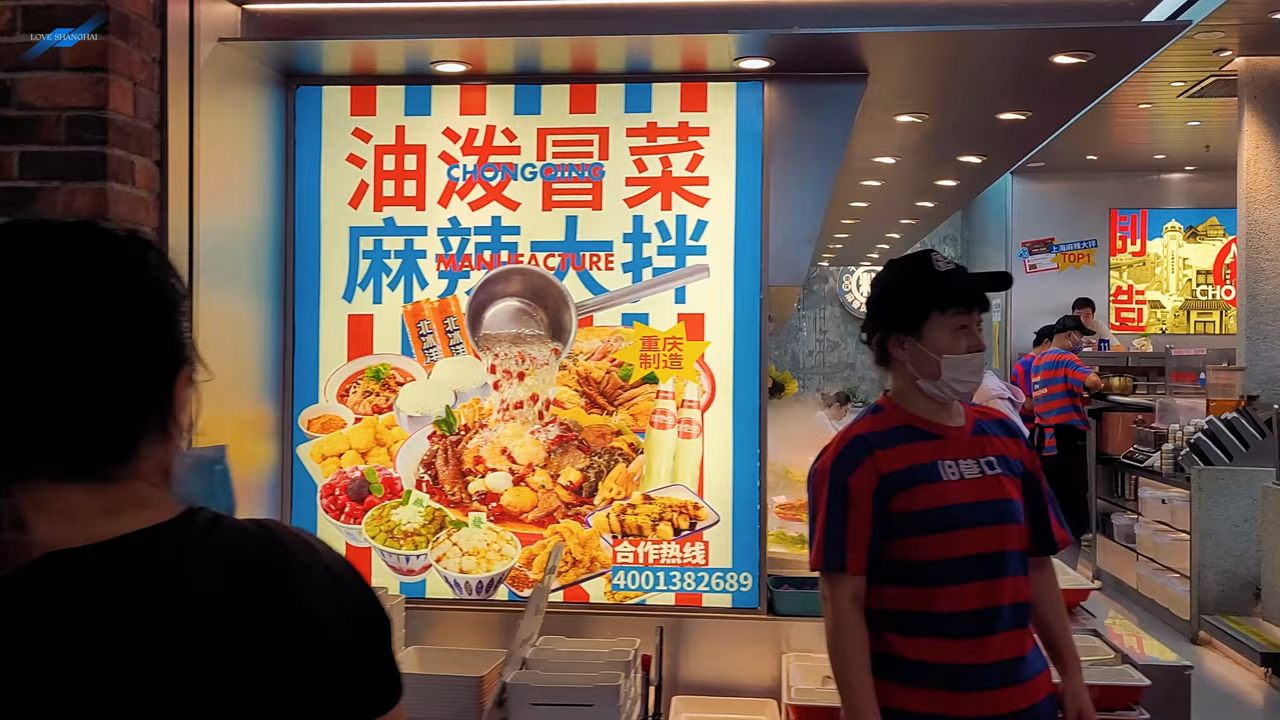 LOVE SHANGHAI
油泼冒菜
CHONGQING
麻辣大拌
MANUFACTURE
北冰洋
北冰洋
重庆
制造
合作热线
4001382689
旧巷口
上海麻辣大拌
TOP1
CHO